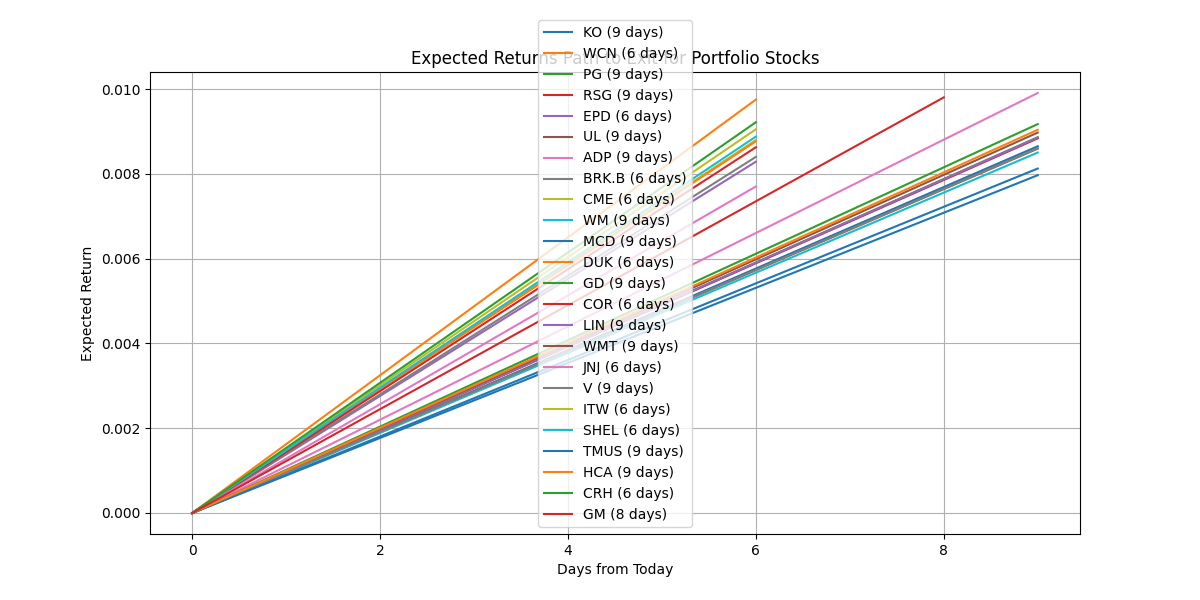 Expected Returns Path to Exit for Portfolio Stocks
KO (9 days)
WCN (6 days)
PG (9 days)
RSG (9 days)
EPD (6 days)
UL (9 days)
ADP (9 days)
BRK.B (6 days)
CME (6 days)
WM (9 days)
MCD (9 days)
DUK (6 days)
GD (9 days)
COR (6 days)
LIN (9 days)
WMT (9 days)
JNJ (6 days)
V (9 days)
ITW (6 days)
SHEL (6 days)
TMUS (9 days)
HCA (9 days)
CRH (6 days)
GM (8 days)
Expected Return
0.010
0.008
0.006
0.004
0.002
0.000
0
2
4
6
8
Days from Today